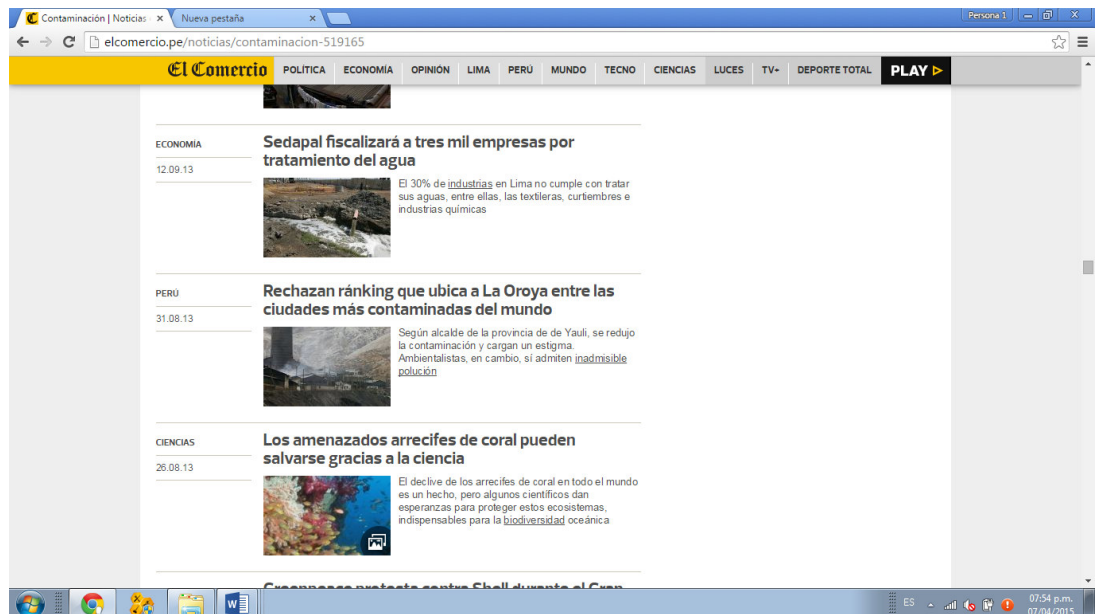 Contaminación | Noticias
Nueva pestaña
Persona 1
elcomercio.pe/noticias/contaminacion-519165
El Comercio POLÍTICA ECONOMÍA OPINIÓN LIMA PERÚ MUNDO TECNO CIENCIAS LUCES TV+ DEPORTE TOTAL PLAY
ECONOMÍA
12.09.13
Sedapal fiscalizará a tres mil empresas por
tratamiento del agua
El 30% de industrias en Lima no cumple con tratar
sus aguas, entre ellas, las textileras, curtiembres e
industrias químicas
PERÚ
31.08.13
Rechazan ránking que ubica a La Oroya entre las
ciudades más contaminadas del mundo
Según alcalde de la provincia de de Yauli, se redujo
la contaminación y cargan un estigma.
Ambientalistas, en cambio, sí admiten inadmisible
polución
CIENCIAS
26.08.13
Los amenazados arrecifes de coral pueden
salvarse gracias a la ciencia
El declive de los arrecifes de coral en todo el mundo
es un hecho, pero algunos científicos dan
esperanzas para proteger estos ecosistemas,
indispensables para la biodiversidad oceánica
Greenpeace protesta contra Shell durante el Gran
ES
07:54 p.m.
07/04/2015